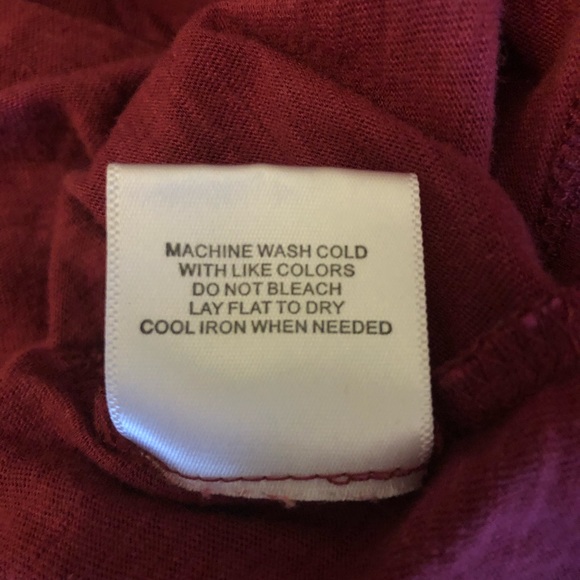 MACHINE WASH COLD
WITH LIKE COLORS
DO NOT BLEACH
LAY FLAT TO DRY
COOL IRON WHEN NEEDED